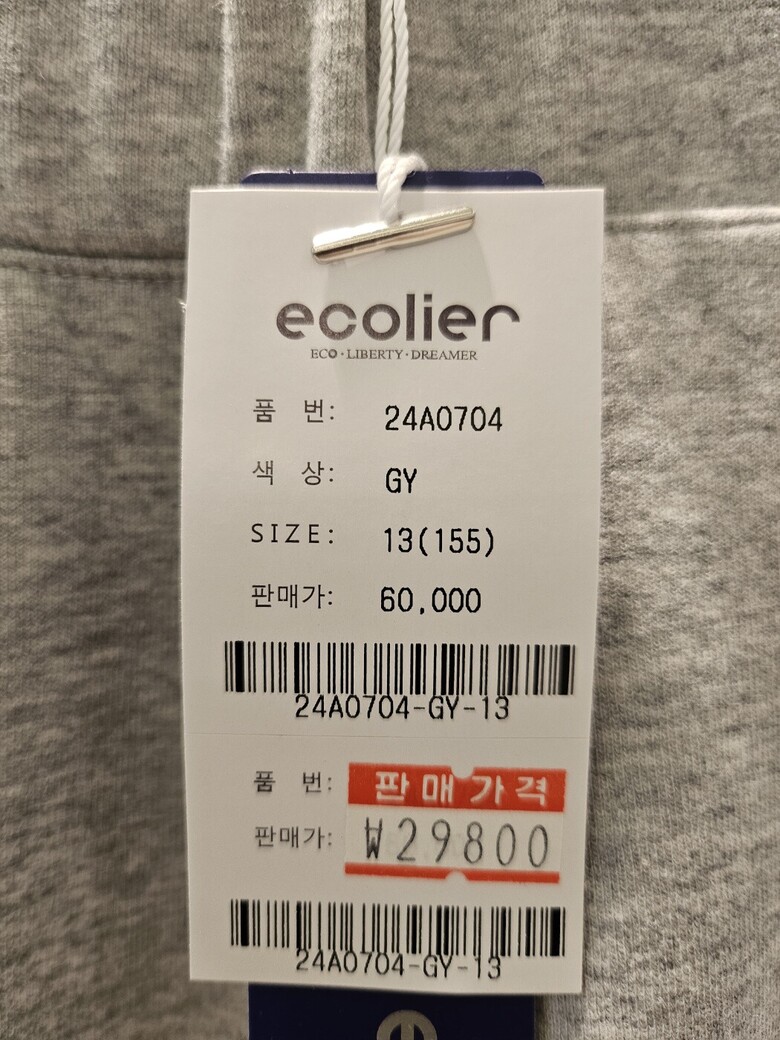 ecolier
ECO·LIBERTY·DREAMER
품 번: 24A0704
색 상: GY
SIZE: 13(155)
판매가: 60,000
24A0704-GY-13
품 번: 판매가격
판매가: ₩29800
24A0704-GY-13
e